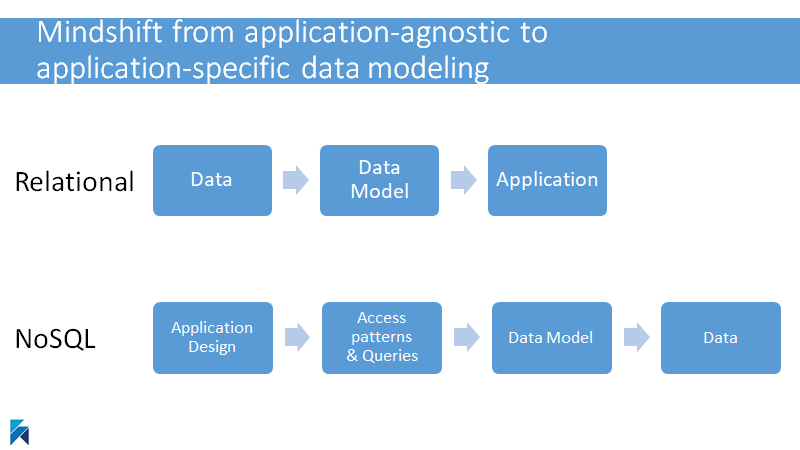 Mindshift from application-agnostic to
application-specific data modeling
Relational
Data
Data
Model
Application
NoSQL
Application
Design
Access
patterns
& Queries
Data Model
Data